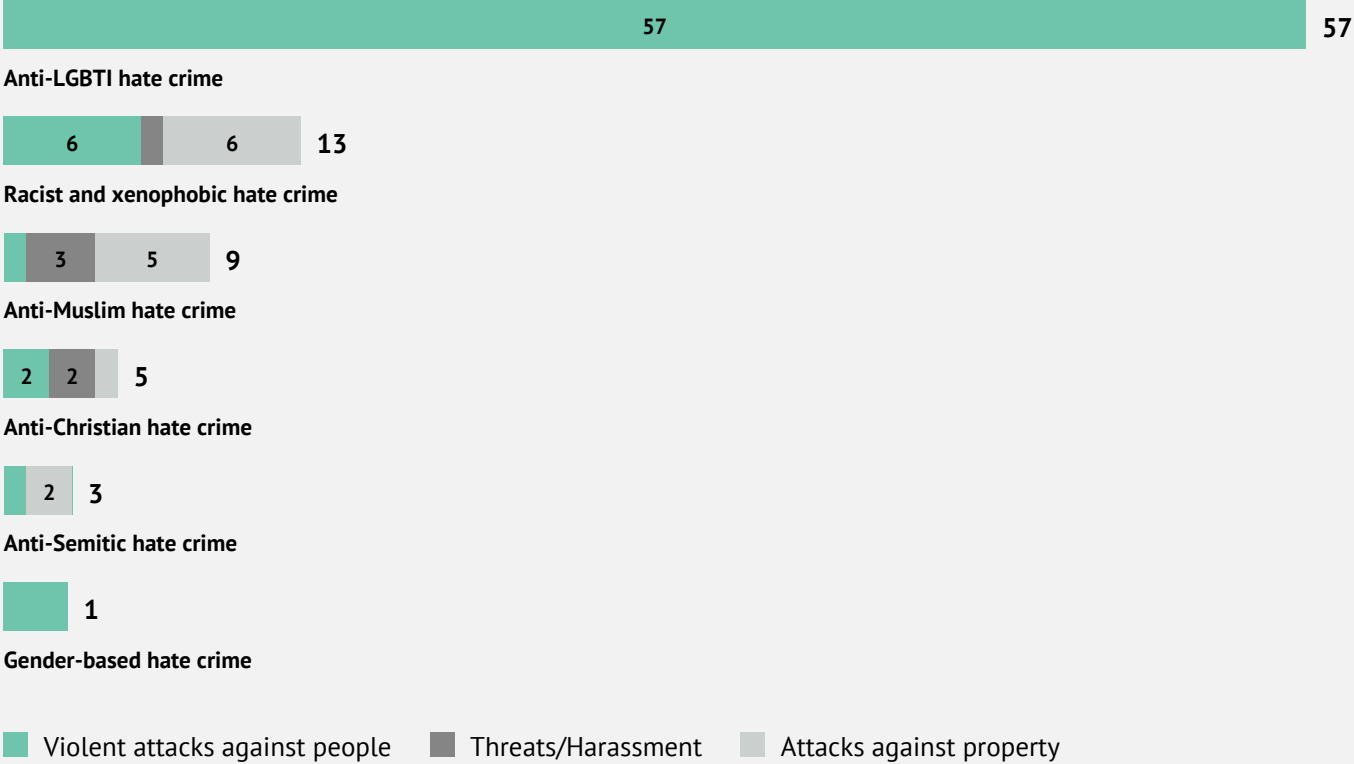 57 57
Anti-LGBTI hate crime
6 6 13
Racist and xenophobic hate crime
3 5 9
Anti-Muslim hate crime
2 2 5
Anti-Christian hate crime
2 3
Anti-Semitic hate crime
1
Gender-based hate crime
Violent attacks against people Threats/Harassment Attacks against property